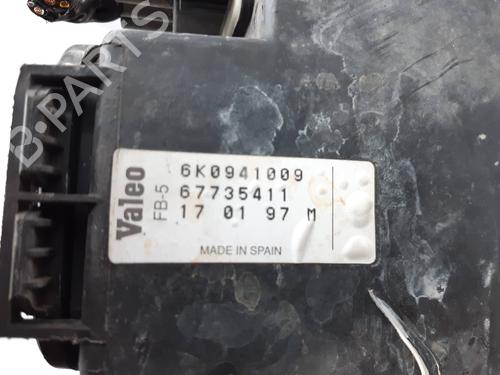 B-PARTS
Valeo
FB-5
6K0941009
67735411
17 01 97 M
MADE IN SPAIN